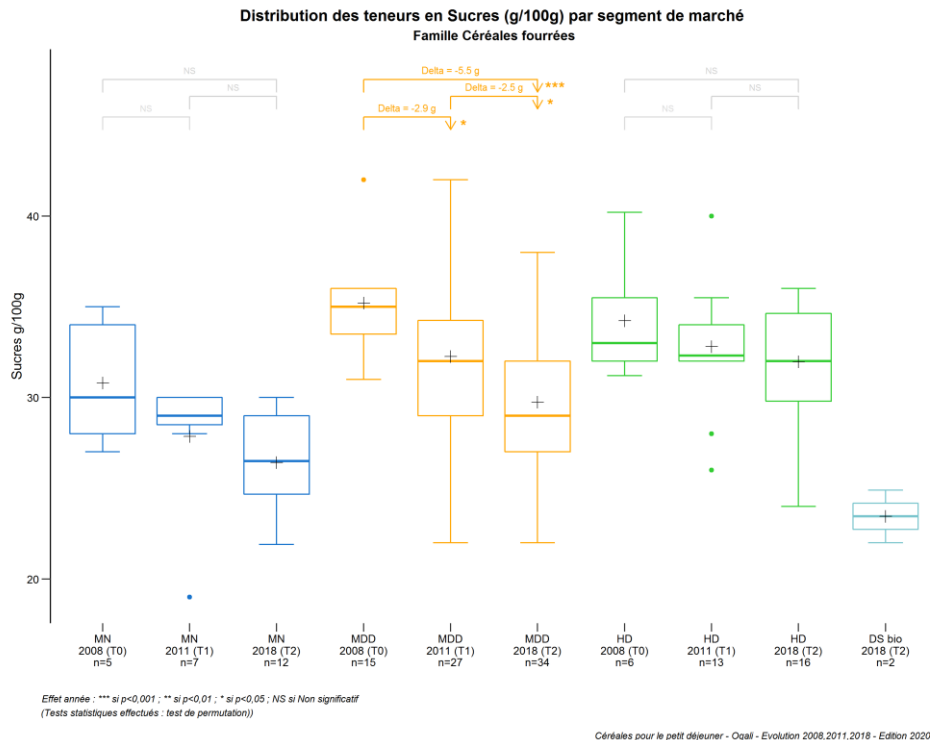 Distribution des teneurs en Sucres (g/100g) par segment de marché
Famille Céréales fourrées
NS
NS
NS
Delta = -5.5 g
***
Delta = -2.5 g
*
Delta = -2.9 g
*
NS
NS
NS
Sucres g/100g
40
30
20
MN
2008 (T0)
n=5
MN
2011 (T1)
n=7
MN
2018 (T2)
n=12
MDD
2008 (T0)
n=15
MDD
2011 (T1)
n=27
MDD
2018 (T2)
n=34
HD
2008 (T0)
n=6
HD
2011 (T1)
n=13
HD
2018 (T2)
n=16
DS bio
2018 (T2)
n=2
Effet année : *** si p<0,001 ; ** si p<0,01 ; * si p<0,05 ; NS si Non significatif
(Tests statistiques effectués : test de permutation))
Céréales pour le petit déjeuner - Oqali - Evolution 2008,2011,2018 - Edition 2020